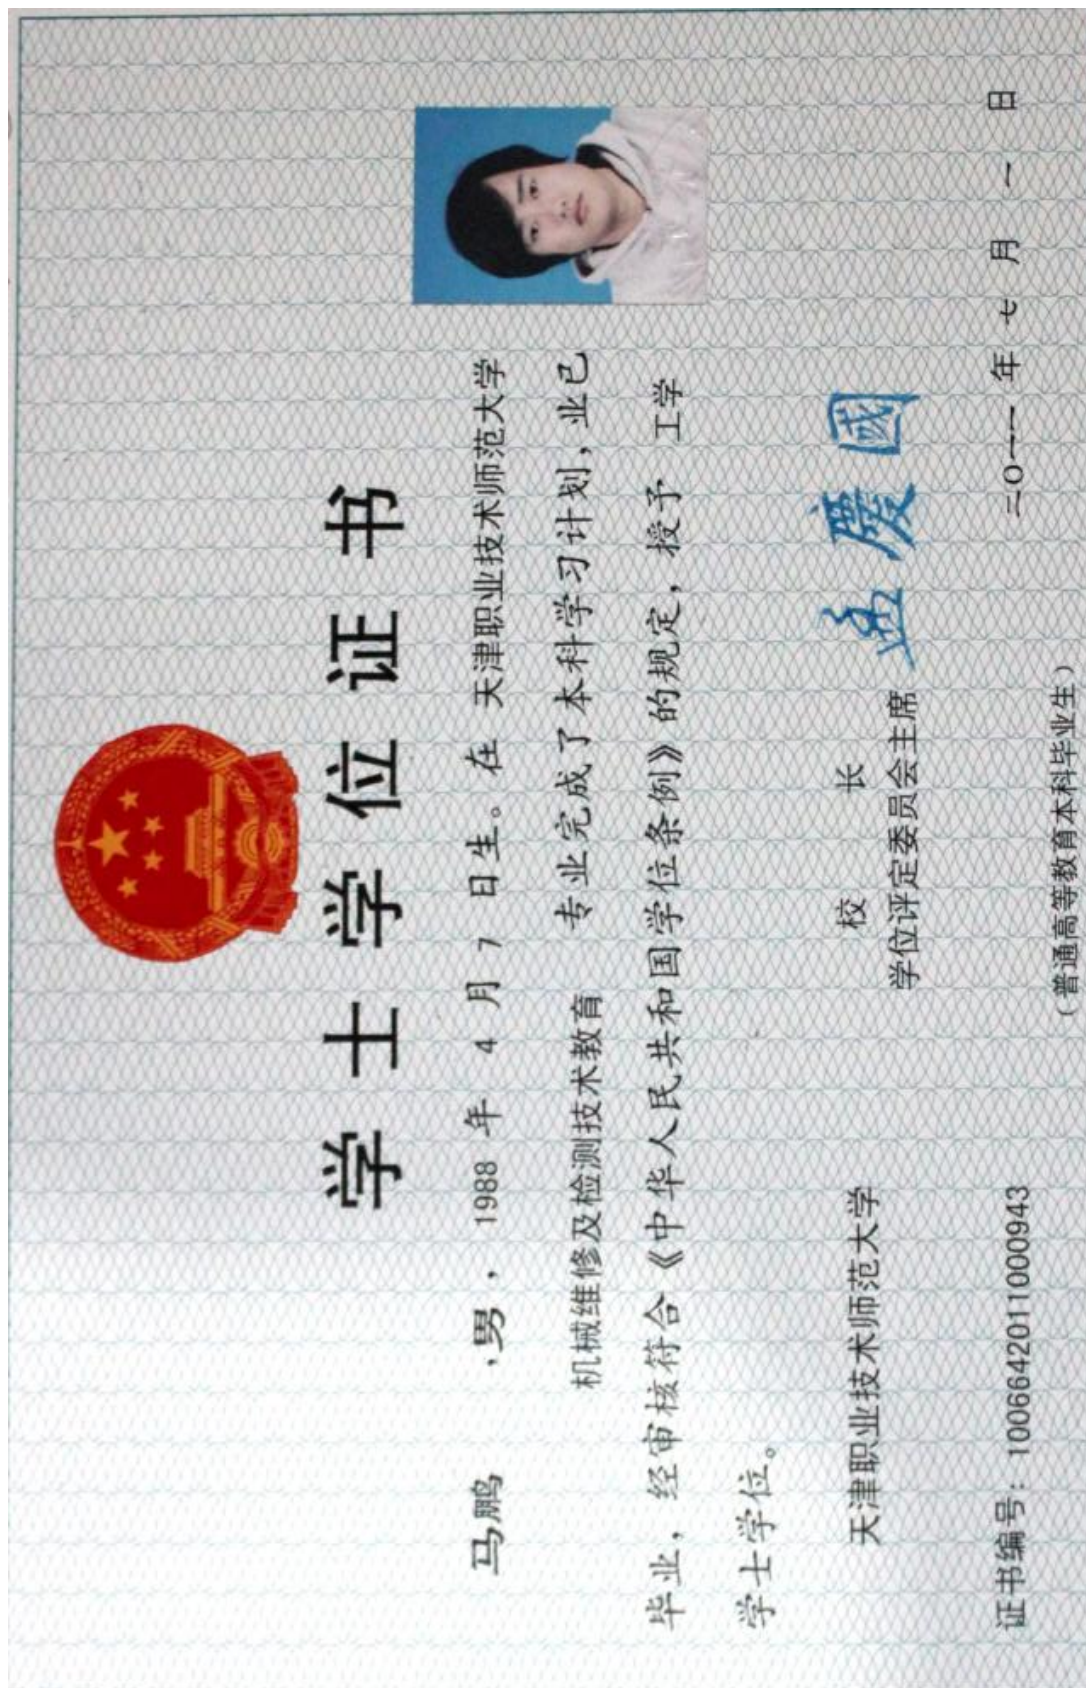 学士学位证书
马鹏 ,男, 1988 年 4 月 7 日生。在 天津职业技术师范大学
机械维修及检测技术教育 专业完成了本科学习计划,业已
毕业,经审核符合《中华人民共和国学位条例》的规定,授予 工学
学士学位。
天津职业技术师范大学
校 长
学位评定委员会主席
孟慶國
证书编号:1006642011000943
二〇一一年 七 月 一 日
(普通高等教育本科毕业生)